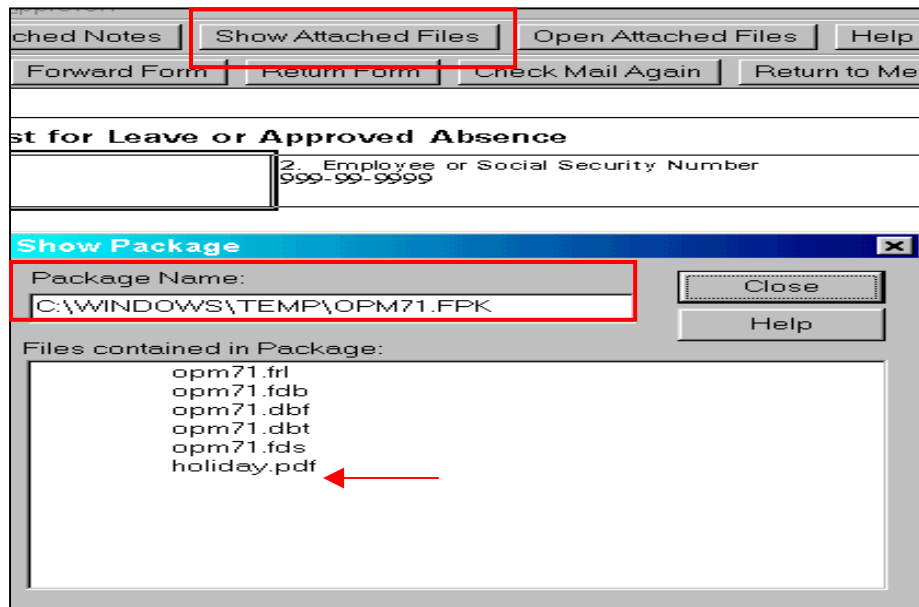 ched Notes Show Attached Files Open Attached Files Help
Forward Form Return Form Check Mail Again Return to Me
st for Leave or Approved Absence
2. Employee or Social Security Number
999-99-9999
Show Package
Package Name:
C:\WINDOWS\TEMP\OPM71.FPK
Close
Help
Files contained in Package:
opm71.frl
opm71.fdb
opm71.dbf
opm71.dbt
opm71.fds
holiday.pdf